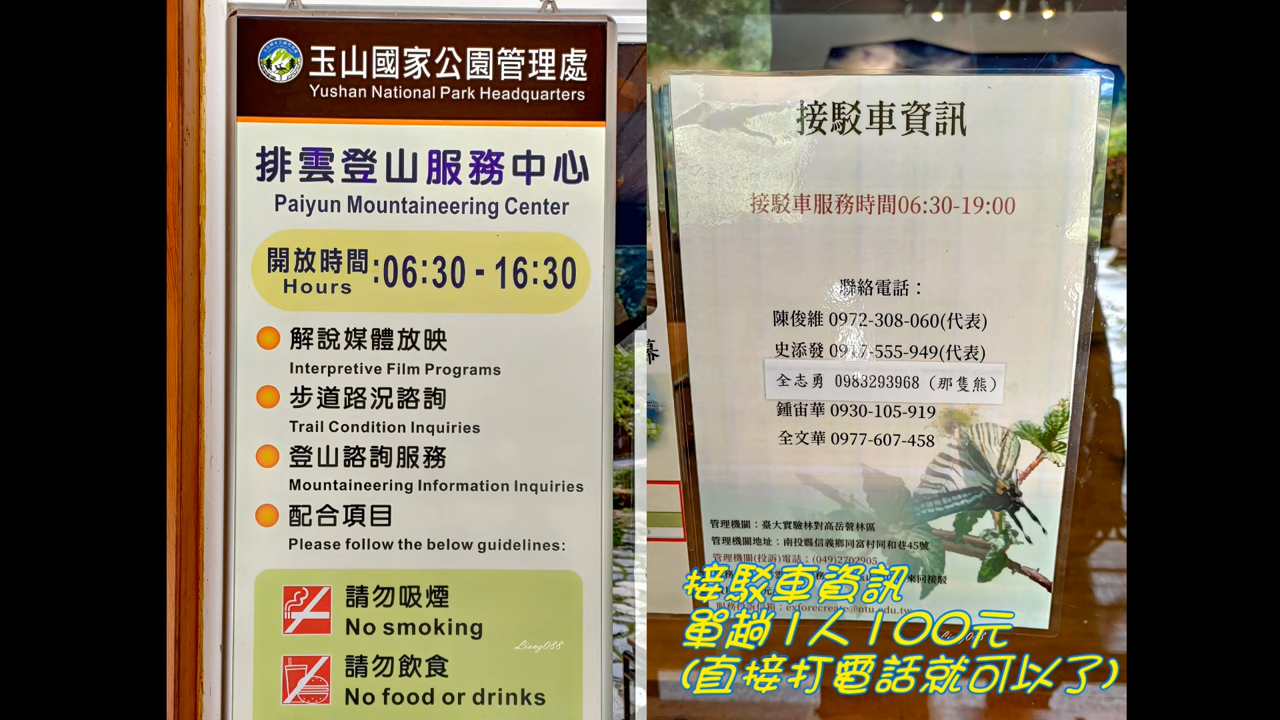 玉山國家公園管理處
Yushan National Park Headquarters
排雲登山服務中心
Paiyun Mountaineering Center
開放時間:06:30-16:30
Hours
解說媒體放映
Interpretive Film Programs
步道路況諮詢
Trail Condition Inquiries
登山諮詢服務
Mountaineering Information Inquiries
配合項目
Please follow the below guidelines:
請勿吸煙
No smoking
請勿飲食
No food or drinks
Liang088
接駁車資訊
接駁車服務時間06:30-19:00
聯絡電話：
陳俊維 0972-308-060(代表)
史添發 -555-949(代表)
全志勇 0983293968（那隻熊）
鍾宙華 0930-105-919
全文華 0977-607-458
管理機關：臺大實驗林對高岳營林區
管理機關地址：南投縣信義鄉同富村同和巷45號
管理機關(投訴)電話：(049)2702905
來回接駁
exforecreate@ntu.edu.tw
接駁車資訊
單趟1人100元
(直接打電話就可以了)